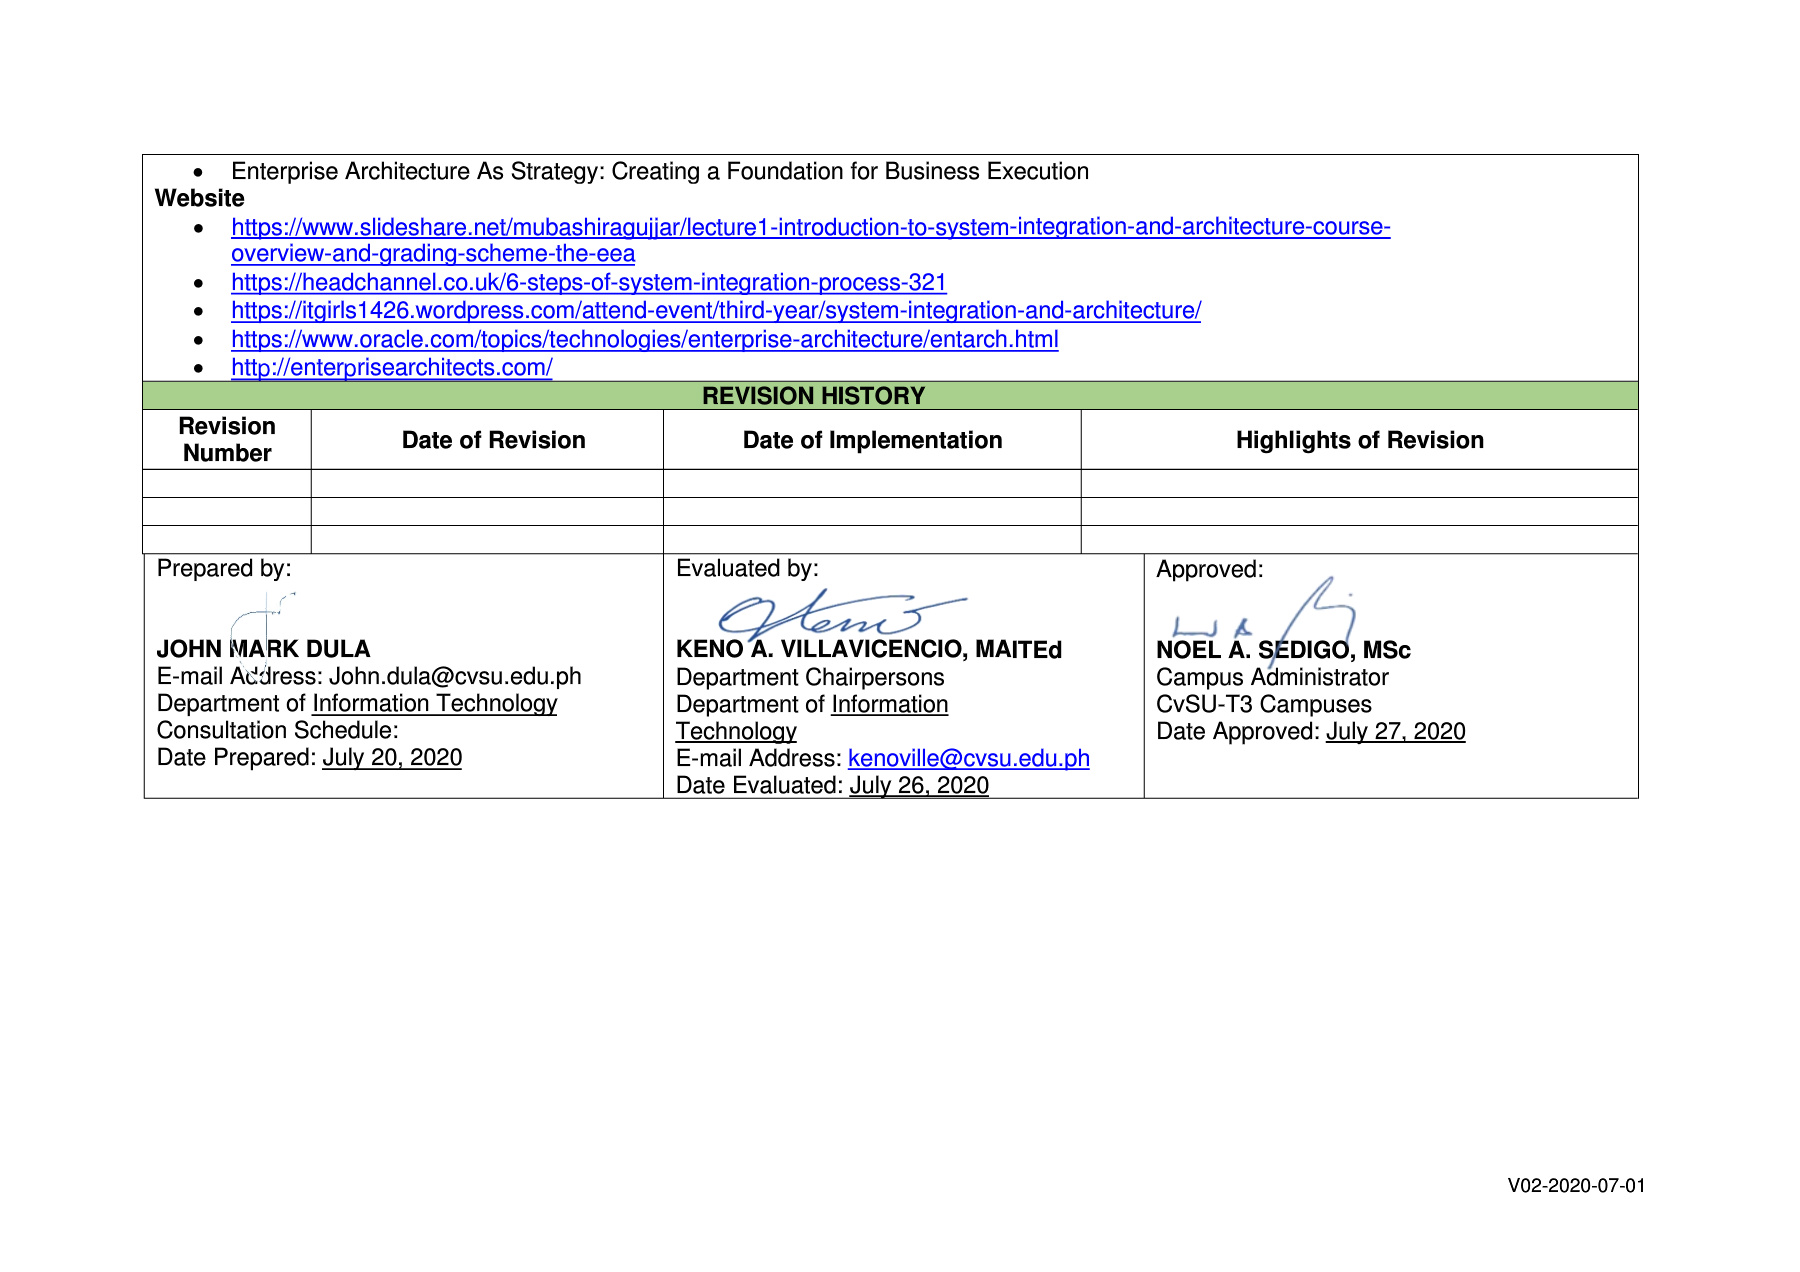 • Enterprise Architecture As Strategy: Creating a Foundation for Business Execution
Website
• https://www.slideshare.net/mubashiragujjar/lecture1-introduction-to-system-integration-and-architecture-course-
overview-and-grading-scheme-the-eea
• https://headchannel.co.uk/6-steps-of-system-integration-process-321
• https://itgirls1426.wordpress.com/attend-event/third-year/system-integration-and-architecture/
• https://www.oracle.com/topics/technologies/enterprise-architecture/entarch.html
• http://enterprisearchitects.com/
REVISION HISTORY
Revision
Number
Date of Revision
Date of Implementation
Highlights of Revision
Prepared by:
JOHN MARK DULA
E-mail Address: John.dula@cvsu.edu.ph
Department of Information Technology
Consultation Schedule:
Date Prepared: July 20, 2020
Evaluated by:
KENO A. VILLAVICENCIO, MAITEd
Department Chairpersons
Department of Information
Technology
E-mail Address: kenoville@cvsu.edu.ph
Date Evaluated: July 26, 2020
Approved:
NOEL A. SEDIGO, MSc
Campus Administrator
CvSU-T3 Campuses
Date Approved: July 27, 2020
V02-2020-07-01